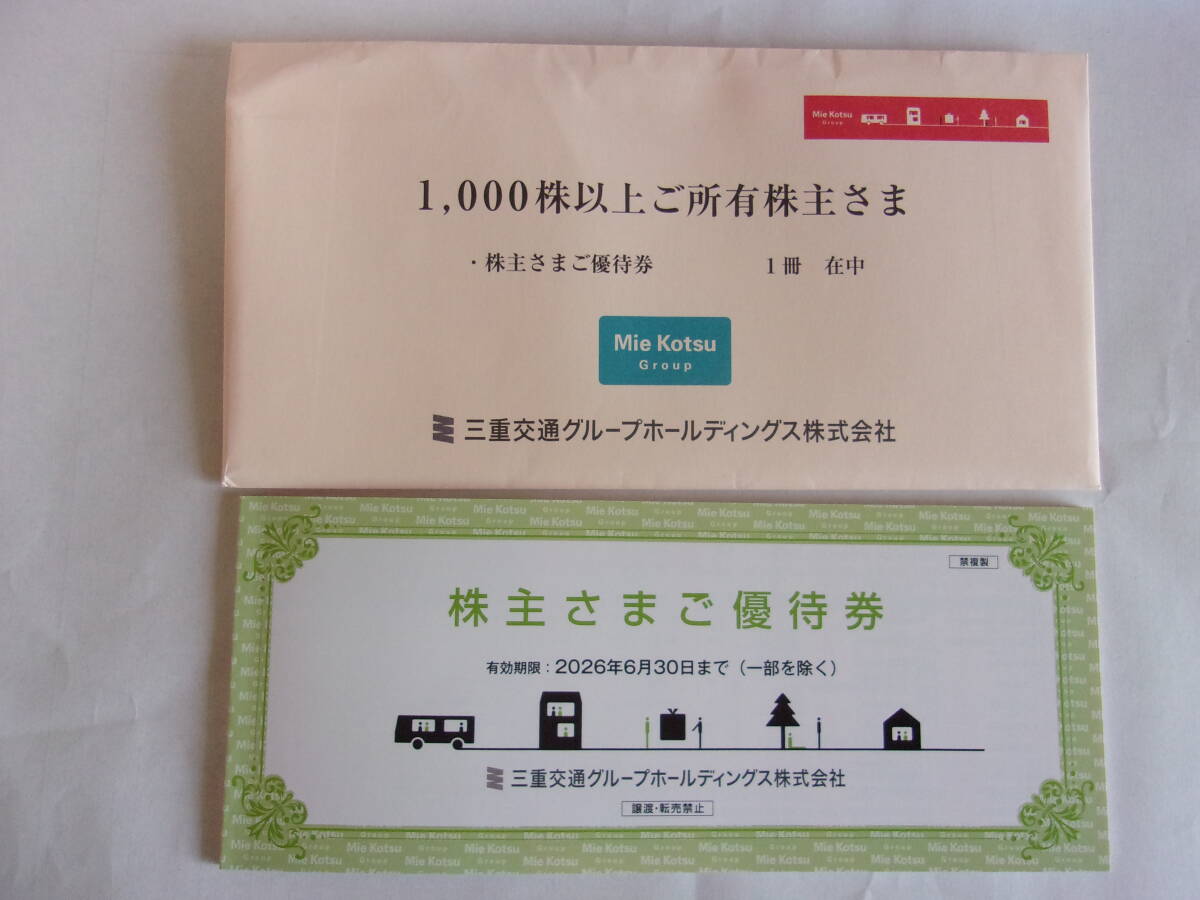 Mie Kotsu
Group
1,000株以上ご所有株主さま
・株主さまご優待券 1冊 在中
Mie Kotsu
Group
三重交通グループホールディングス株式会社
禁複製
株主さまご優待券
有効期限：2026年6月30日まで（一部を除く）
三重交通グループホールディングス株式会社
譲渡・転売禁止